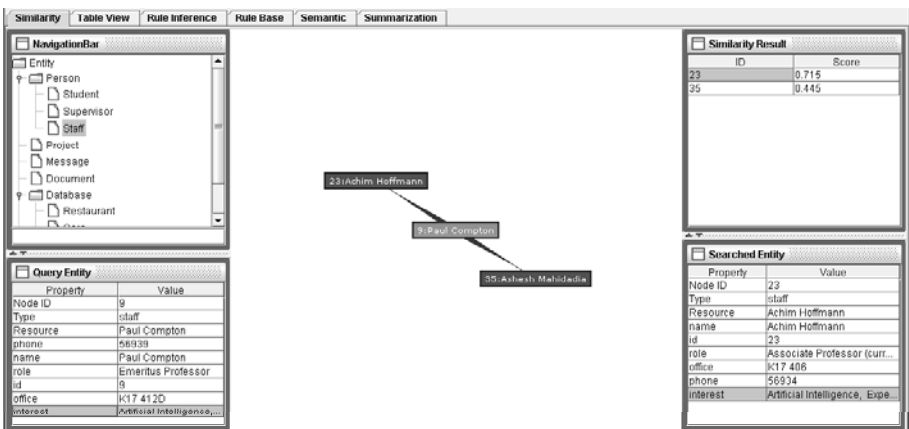 Similarity Table View Rule Inference Rule Base Semantic Summarization
NavigationBar
Entity
Person
Student
Supervisor
Staff
Project
Message
Document
Database
Restaurant
Query Entity
Property Value
Node ID 9
Type staff
Resource Paul Compton
phone 56939
name Paul Compton
role Emeritus Professor
id 9
office K17 412D
interest Artificial Intelligence,...
23:Achim Hoffmann
9:Paul Compton
35:Ashesh Mahidadia
Similarity Result
ID Score
23 0.715
35 0.445
Searched Entity
Property Value
Node ID 23
Type staff
Resource Achim Hoffmann
name Achim Hoffmann
id 23
role Associate Professor (curr...
office K17 406
phone 56934
interest Artificial Intelligence, Expe...